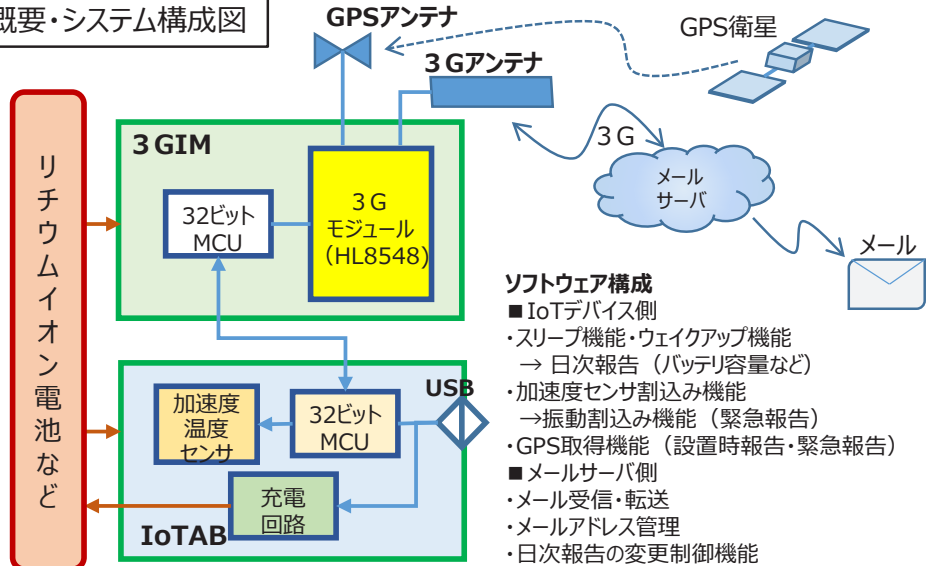 概要・システム構成図
GPSアンテナ
GPS衛星
3Gアンテナ
3GIM
3G
リチウムイオン電池など
32ビット
MCU
3G
モジュール
(HL8548)
メール
サーバ
メール
ソフトウェア構成
■IoTデバイス側
・スリープ機能・ウェイクアップ機能
→ 日次報告（バッテリ容量など）
・加速度センサ割込み機能
→振動割込み機能（緊急報告）
・GPS取得機能（設置時報告・緊急報告）
■メールサーバ側
・メール受信・転送
・メールアドレス管理
・日次報告の変更制御機能
USB
加速度
温度
センサ
32ビット
MCU
充電
回路
IoTAB